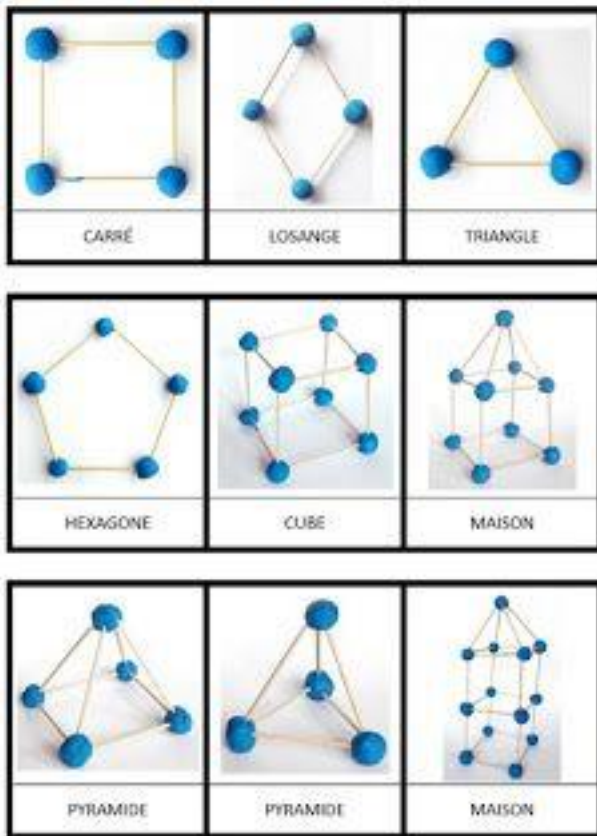 CARRÉ
LOSANGE
TRIANGLE
HEXAGONE
CUBE
MAISON
PYRAMIDE
PYRAMIDE
MAISON